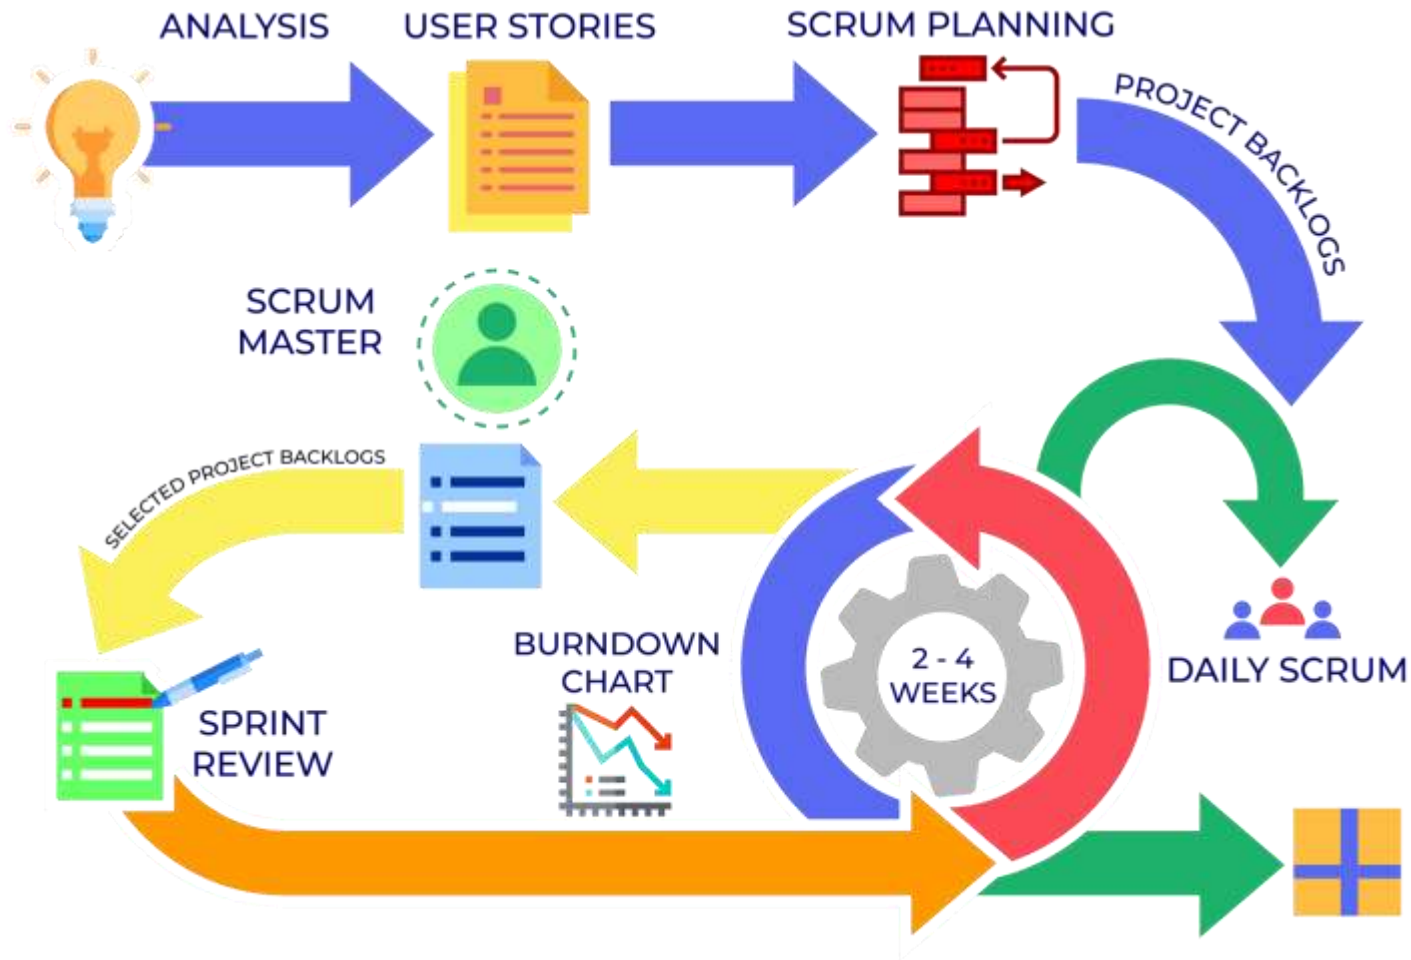 ANALYSIS
USER STORIES
SCRUM PLANNING
PROJECT BACKLOGS
SCRUM
MASTER
SELECTED PROJECT BACKLOGS
BURNDOWN
CHART
2 - 4
WEEKS
DAILY SCRUM
SPRINT
REVIEW